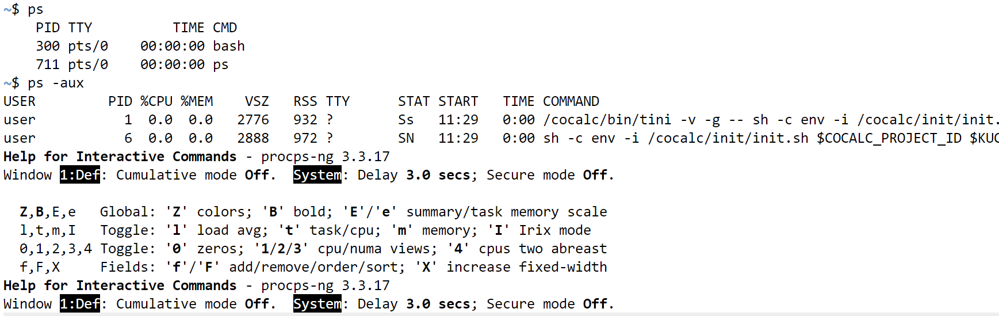 ~$ ps
    PID TTY          TIME CMD
    300 pts/0    00:00:00 bash
    711 pts/0    00:00:00 ps
~$ ps -aux
USER         PID %CPU %MEM    VSZ   RSS TTY      STAT START   TIME COMMAND
user           1  0.0  0.0   2776   932 ?        Ss   11:29   0:00 /cocalc/bin/tini -v -g -- sh -c env -i /cocalc/init/init.
user           6  0.0  0.0   2888   972 ?        SN   11:29   0:00 sh -c env -i /cocalc/init/init.sh $COCALC_PROJECT_ID $KUC
Help for Interactive Commands - procps-ng 3.3.17
Window 1:Def: Cumulative mode Off.  System: Delay 3.0 secs; Secure mode Off.

  Z,B,E,e   Global: 'Z' colors; 'B' bold; 'E'/'e' summary/task memory scale
  l,t,m,I   Toggle: 'l' load avg; 't' task/cpu; 'm' memory; 'I' Irix mode
  0,1,2,3,4 Toggle: '0' zeros; '1/2/3' cpu/numa views; '4' cpus two abreast
  f,F,X     Fields: 'f'/'F' add/remove/order/sort; 'X' increase fixed-width
Help for Interactive Commands - procps-ng 3.3.17
Window 1:Def: Cumulative mode Off.  System: Delay 3.0 secs; Secure mode Off.